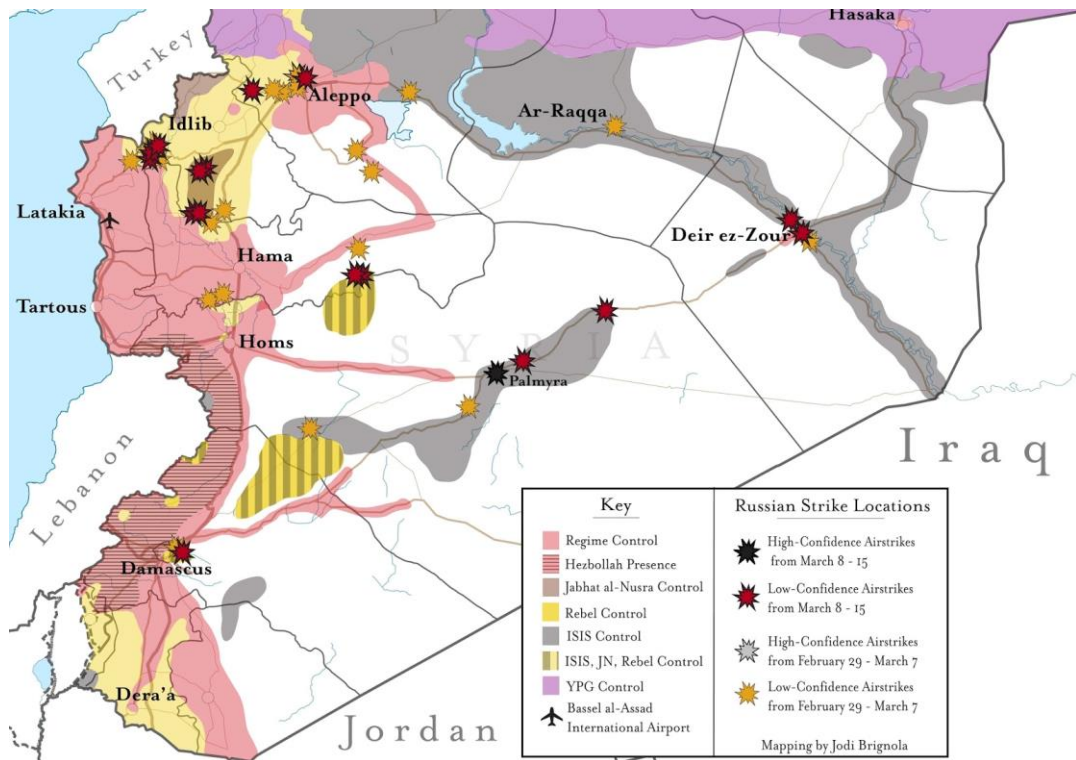 Hasaka
Turkey
Aleppo
Ar-Raqqa
Idlib
Latakia
Deir ez-Zour
Hama
Tartous
Homs
SYRIA
Palmyra
Iraq
Lebanon
Damascus
Dera'a
Jordan
Key
Regime Control
Hezbollah Presence
Jabhat al-Nusra Control
Rebel Control
ISIS Control
ISIS, JN, Rebel Control
YPG Control
Bassel al-Assad
International Airport
Russian Strike Locations
High-Confidence Airstrikes
from March 8 - 15
Low-Confidence Airstrikes
from March 8 - 15
High-Confidence Airstrikes
from February 29 - March 7
Low-Confidence Airstrikes
from February 29 - March 7
Mapping by Jodi Brignola